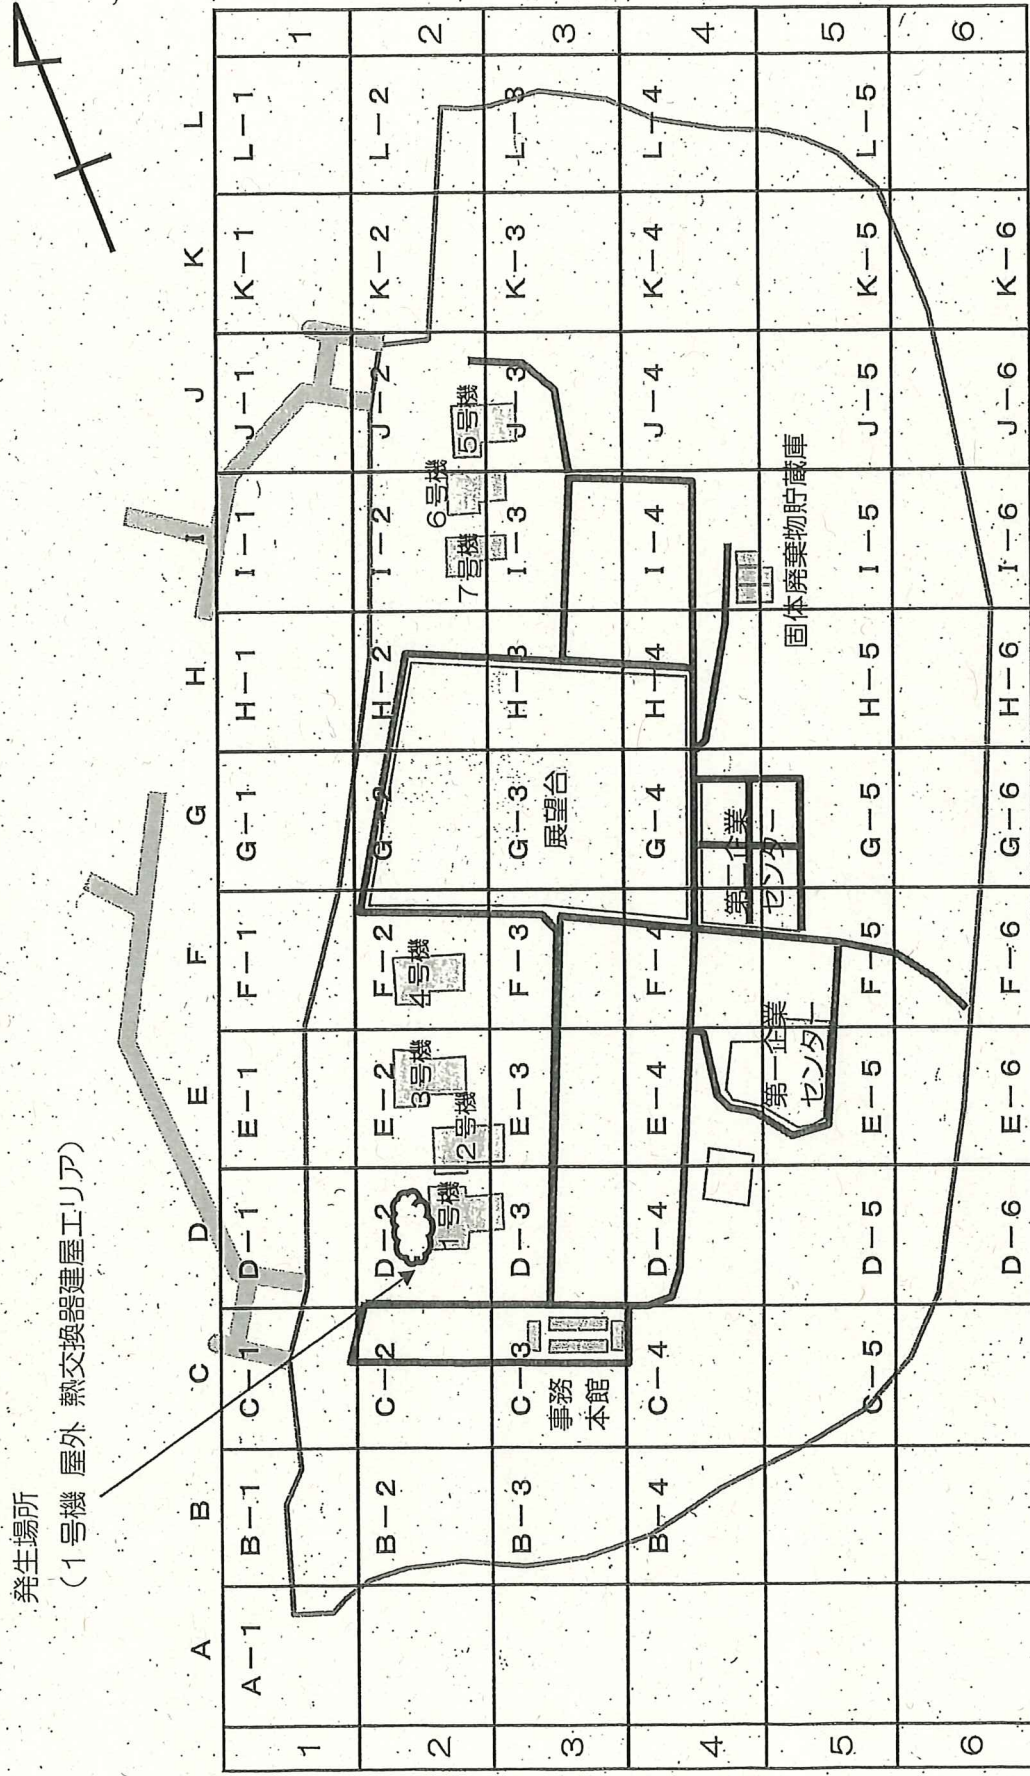 発生場所
（1号機 屋外 熱交換器建屋エリア）
A B C D E F G H I J K L
1 A－1 B－1 C－1 D－1 E－1 F－1 G－1 H－1 I－1 J－1 K－1 L－1 1
2 B－2 C－2 D－2 E－2 F－2 G－2 H－2 I－2 J－2 K－2 L－2 2
1号機 2号機 3号機 4号機 7号機 6号機 5号機
3 B－3 C－3 D－3 E－3 F－3 G－3 H－3 I－3 J－3 K－3 L－3 3
事務
本館
展望台
4 B－4 C－4 D－4 E－4 F－4 G－4 H－4 I－4 J－4 K－4 L－4 4
第一企業
センター
第二企業
センター
固体廃棄物貯蔵庫
5 C－5 D－5 E－5 F－5 G－5 H－5 I－5 J－5 K－5 L－5 5
6 D－6 E－6 F－6 G－6 H－6 I－6 J－6 K－6 6